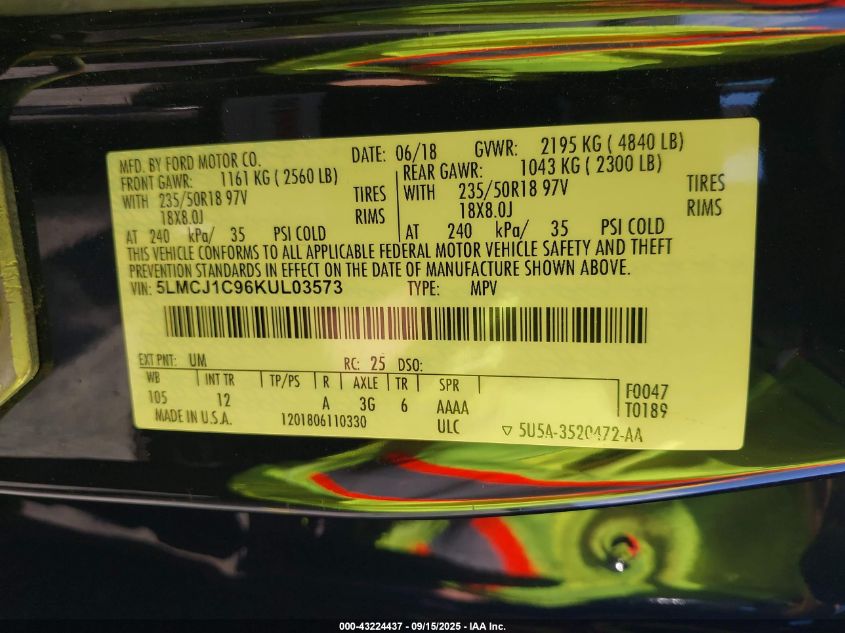 MFD. BY FORD MOTOR CO. DATE: 06/18 GVWR: 2195 KG ( 4840 LB)
FRONT GAWR: 1161 KG ( 2560 LB) REAR GAWR: 1043 KG ( 2300 LB)
WITH 235/50R18 97V TIRES WITH 235/50R18 97V TIRES
18X8.0J RIMS 18X8.0J RIMS
AT 240 kPa/ 35 PSI COLD AT 240 kPa/ 35 PSI COLD
THIS VEHICLE CONFORMS TO ALL APPLICABLE FEDERAL MOTOR VEHICLE SAFETY AND THEFT
PREVENTION STANDARDS IN EFFECT ON THE DATE OF MANUFACTURE SHOWN ABOVE.
VIN: 5LMCJ1C96KUL03573 TYPE: MPV
EXT PNT: UM RC: 25 DSO:
WB INT TR TP/PS R AXLE TR SPR
105 12 A 3G 6 AAAA F0047
T0189
MADE IN U.S.A. 1201806110330 ULC ▽ 5U5A-3520472-AA
000-43224437 - 09/15/2025 - IAA Inc.